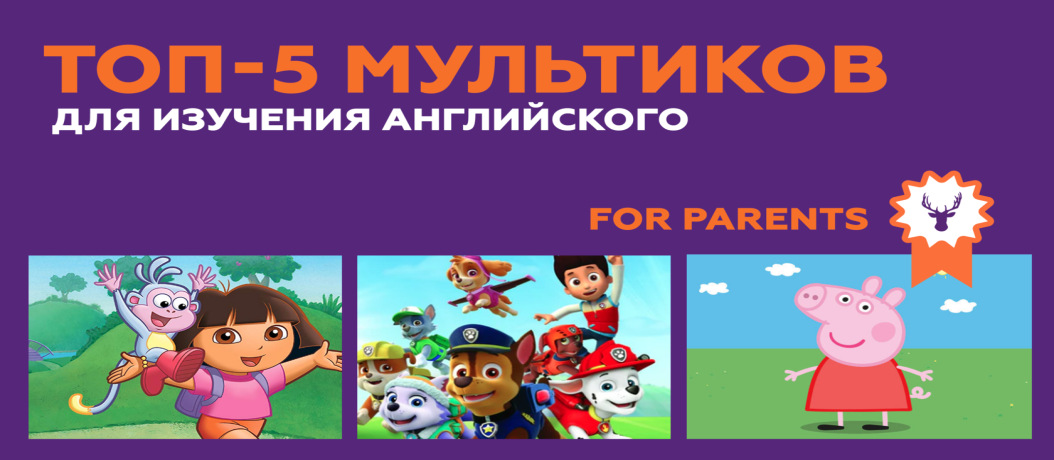 ТОП-5 МУЛЬТИКОВ
ДЛЯ ИЗУЧЕНИЯ АНГЛИЙСКОГО
FOR PARENTS